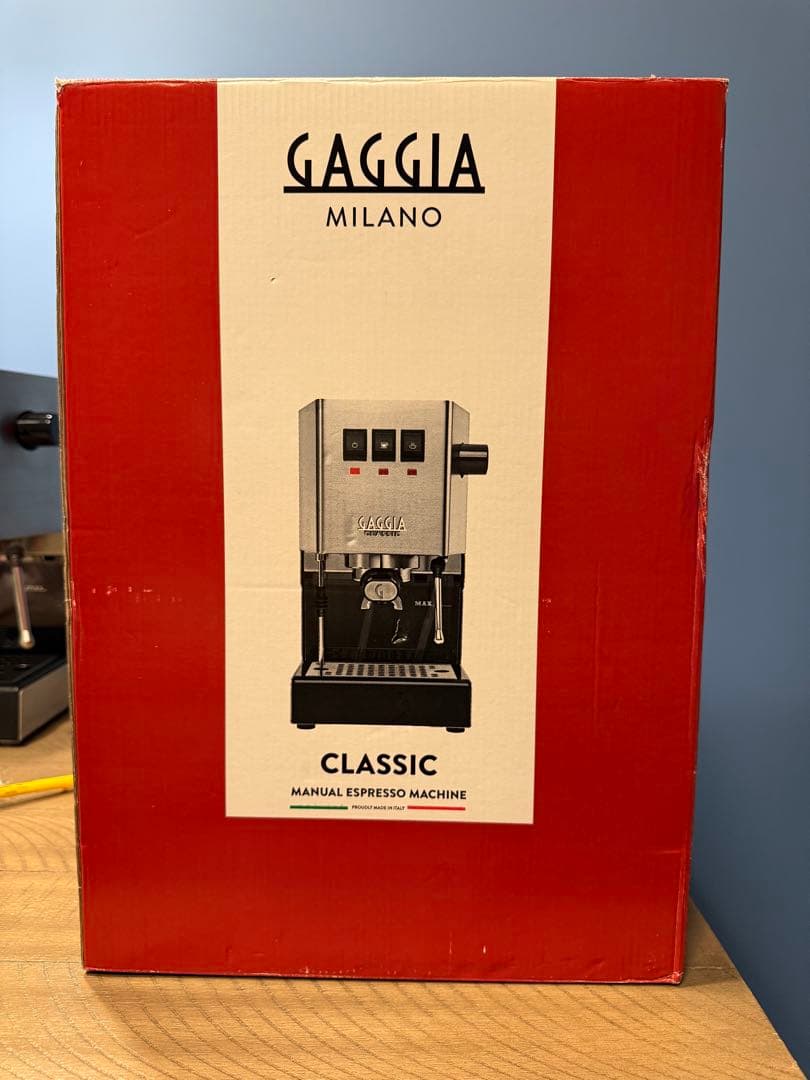 GAGGIA
MILANO
GAGGIA
MAX
CLASSIC
MANUAL ESPRESSO MACHINE
PROUDLY MADE IN ITALY